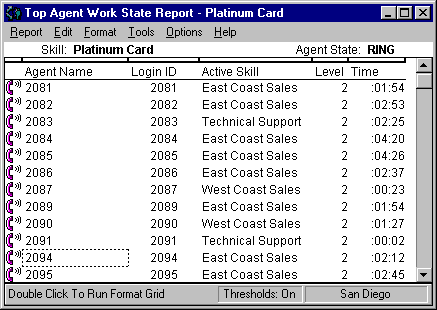 Top Agent Work State Report - Platinum Card
Report Edit Format Tools Options Help
Skill: Platinum Card Agent State: RING
Agent Name Login ID Active Skill Level Time
2081 2081 East Coast Sales 2 :01:54
2082 2082 East Coast Sales 2 :02:53
2083 2083 Technical Support 2 :02:25
2084 2084 East Coast Sales 2 :04:20
2085 2085 East Coast Sales 2 :04:26
2086 2086 East Coast Sales 2 :02:37
2087 2087 West Coast Sales 2 :00:23
2089 2089 East Coast Sales 2 :01:54
2090 2090 West Coast Sales 2 :01:27
2091 2091 Technical Support 2 :00:02
2094 2094 East Coast Sales 2 :02:12
2095 2095 East Coast Sales 2 :02:45
Double Click To Run Format Grid Thresholds: On San Diego